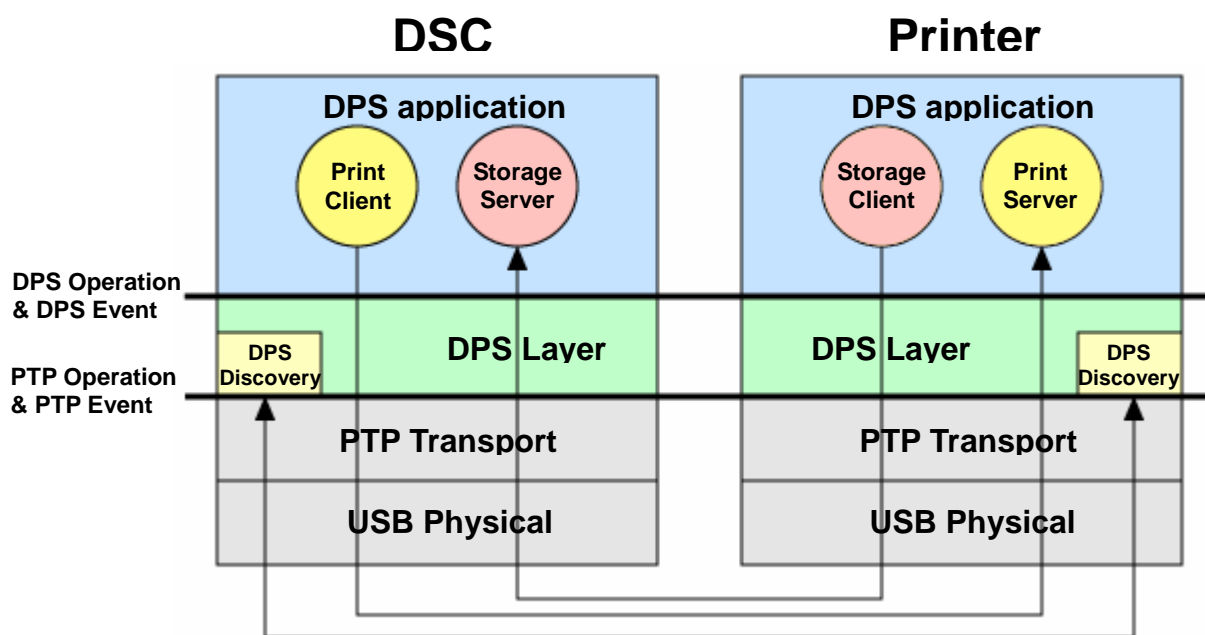 DSC
Printer
DPS application
DPS application
Print
Client
Storage
Server
Storage
Client
Print
Server
DPS Operation
& DPS Event
DPS Layer
DPS Layer
DPS
Discovery
DPS
Discovery
PTP Operation
& PTP Event
PTP Transport
PTP Transport
USB Physical
USB Physical